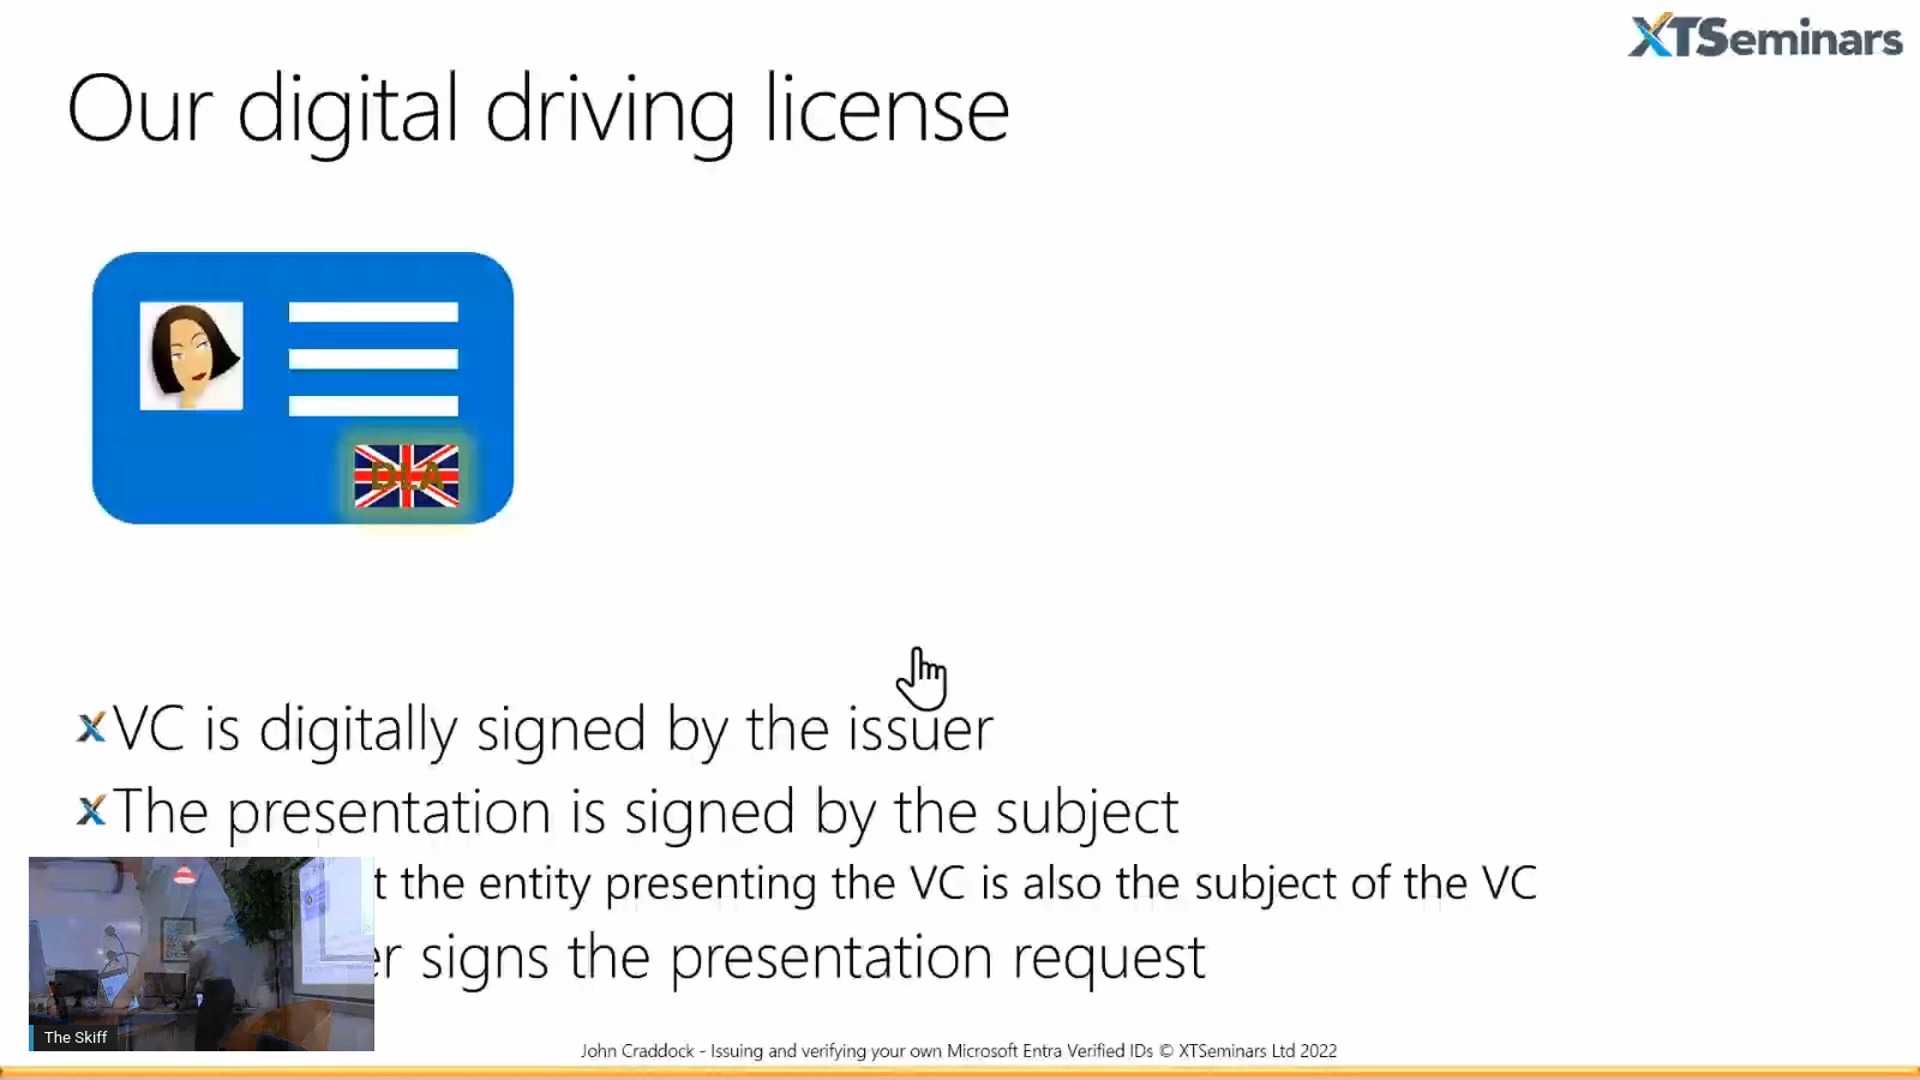 XTSeminars
Our digital driving license
DLA
VC is digitally signed by the issuer
The presentation is signed by the subject
the entity presenting the VC is also the subject of the VC
signs the presentation request
The Skiff
John Craddock - Issuing and verifying your own Microsoft Entra Verified IDs © XTSeminars Ltd 2022